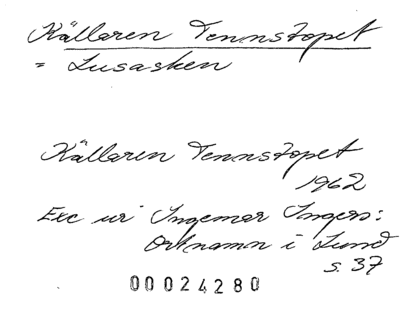 Källaren Tennstopet
= Lusasken
Källaren Tennstopet
1962
Exc ur Ingemar Ingers:
Ortnamn i Lund
s. 37
00024280